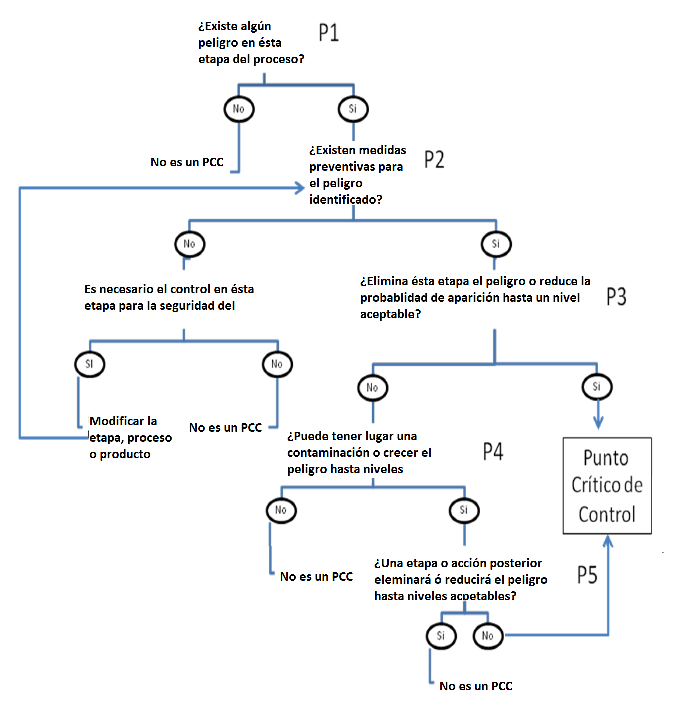 ¿Existe algún
peligro en ésta
etapa del proceso?
P1
No
Si
No es un PCC
¿Existen medidas
preventivas para
el peligro
identificado?
P2
No
Si
Es necesario el control en ésta
etapa para la seguridad del
¿Elimina ésta etapa el peligro o reduce la
probablidad de aparición hasta un nivel
aceptable?
P3
SI
No
No
Si
Modificar la
etapa, proceso
o producto
No es un PCC
¿Puede tener lugar una
contaminación o crecer el
peligro hasta niveles
P4
Punto
Crítico de
Control
No
Si
No es un PCC
¿Una etapa o acción posterior
eleminará ó reducirá el peligro
hasta niveles acpetables?
P5
Si
No
No es un PCC